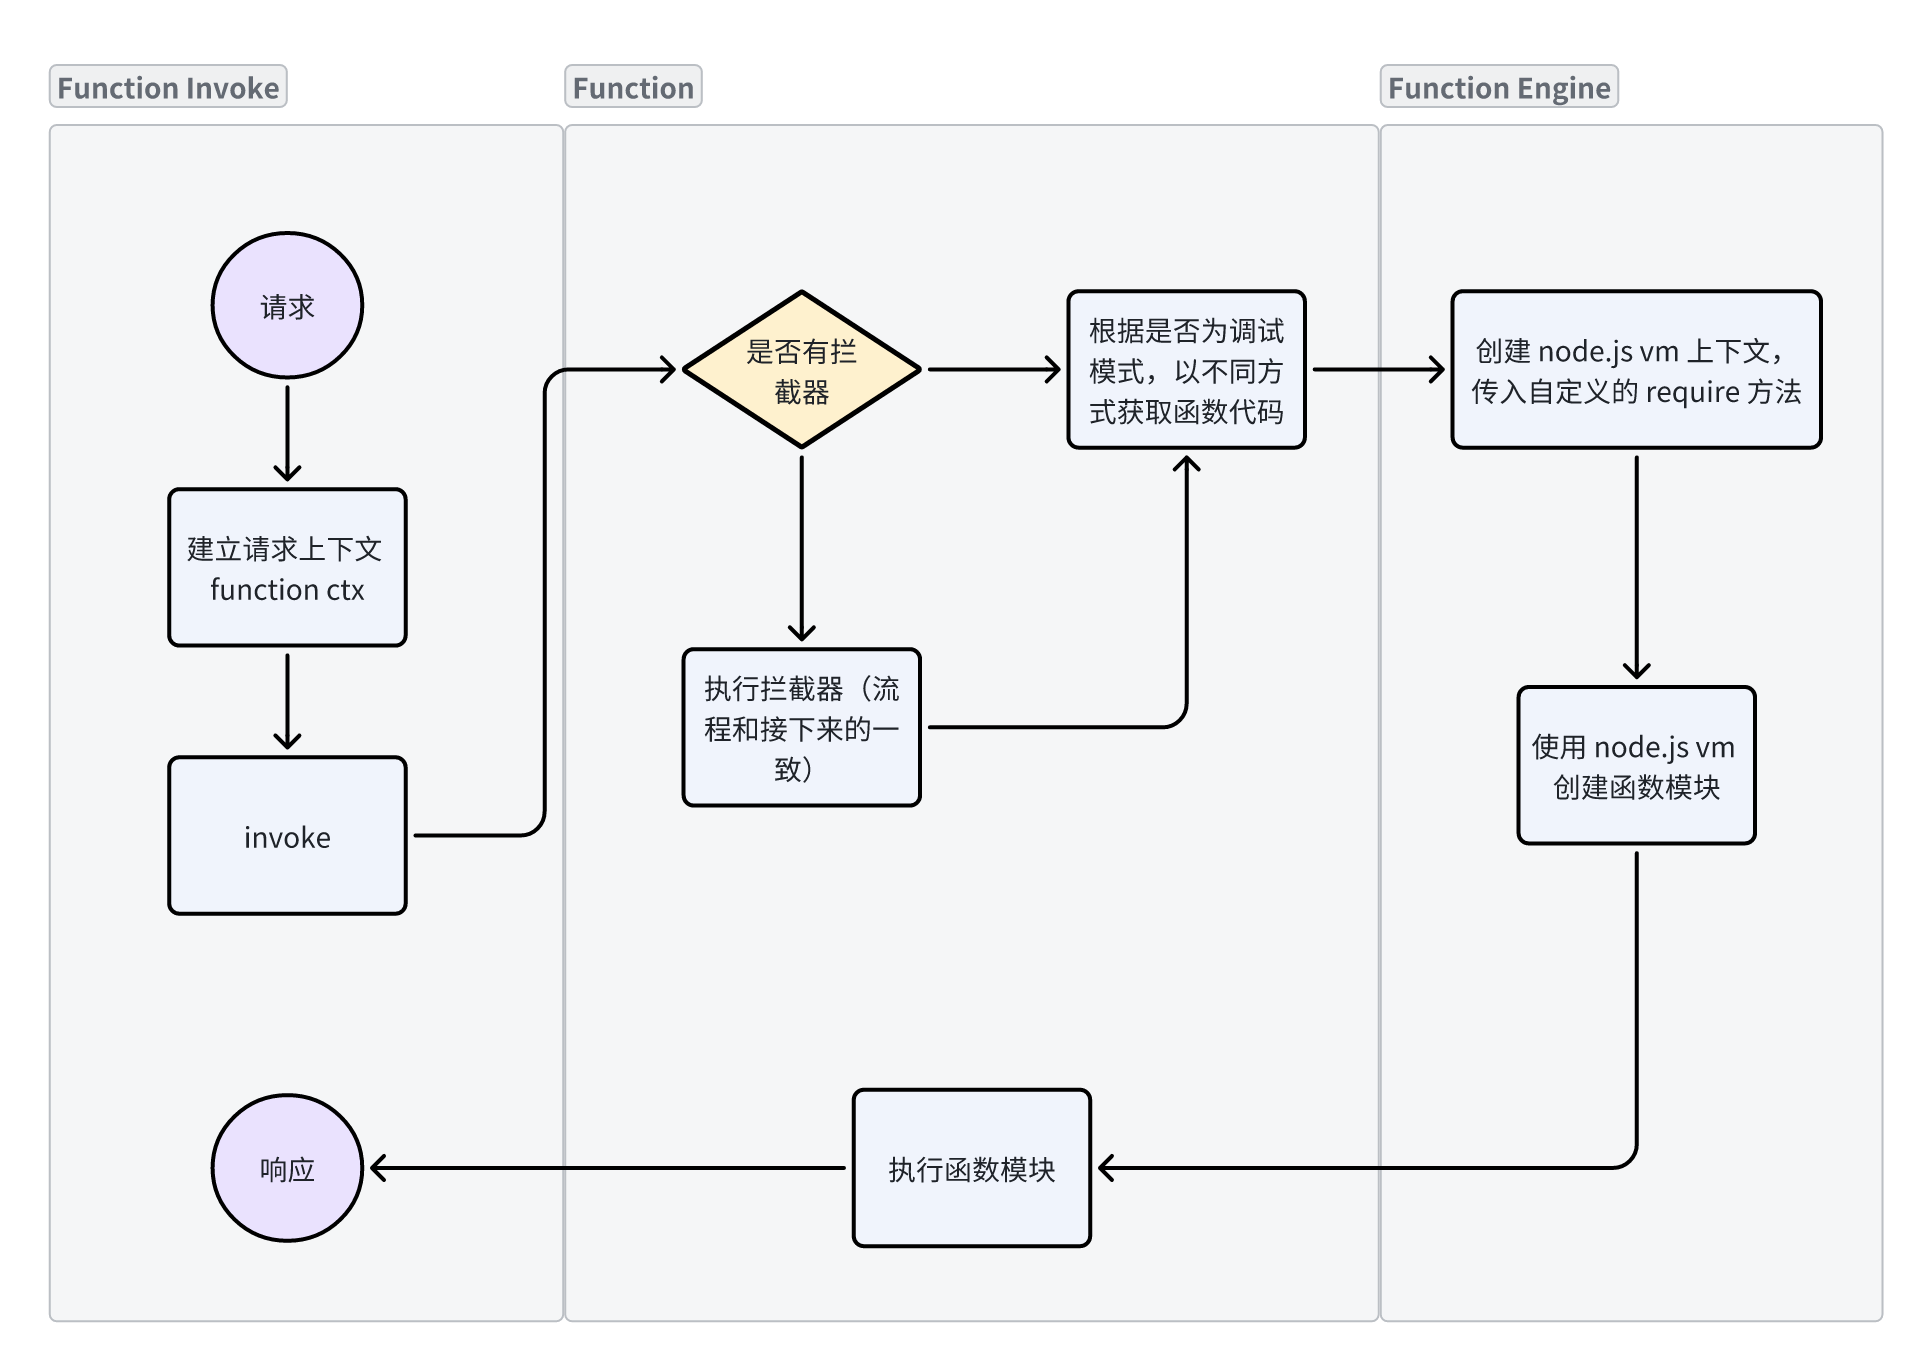 Function Invoke
Function
Function Engine
请求
建立请求上下文
function ctx
invoke
响应
是否有拦
截器
执行拦截器（流
程和接下来的一
致）
根据是否为调试
模式，以不同方
式获取函数代码
执行函数模块
创建 node.js vm 上下文，
传入自定义的 require 方法
使用 node.js vm
创建函数模块